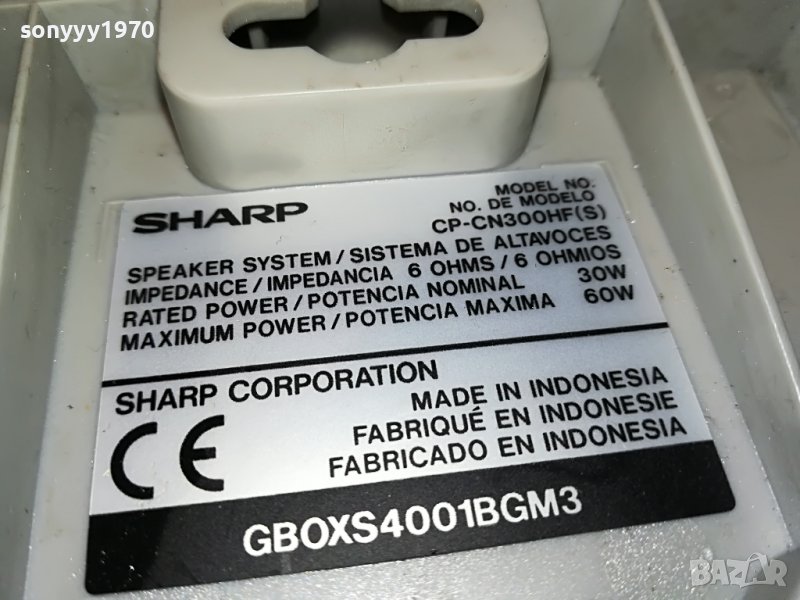 sonyyy1970
SHARP
MODEL NO.
NO. DE MODELO
CP-CN300HF(S)
SPEAKER SYSTEM/SISTEMA DE ALTAVOCES
IMPEDANCE/IMPEDANCIA 6 OHMS/6 OHMIOS
RATED POWER/POTENCIA NOMINAL 30W
MAXIMUM POWER/POTENCIA MAXIMA 60W
SHARP CORPORATION
MADE IN INDONESIA
FABRIQUÉ EN INDONESIE
FABRICADO EN INDONESIA
CE
GBOXS4001BGM3
BAZAR